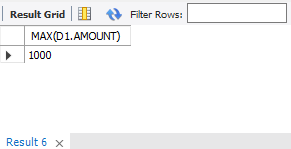 Result Grid Filter Rows:
MAX(D1.AMOUNT)
1000
Result 6 ×